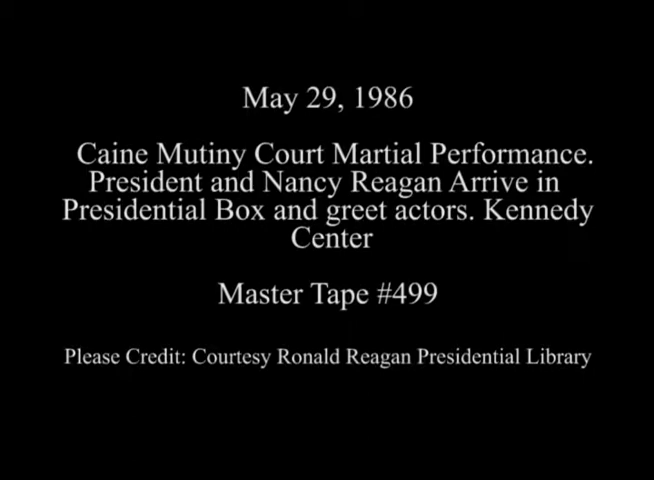 May 29, 1986
Caine Mutiny Court Martial Performance.
President and Nancy Reagan Arrive in
Presidential Box and greet actors. Kennedy
Center
Master Tape #499
Please Credit: Courtesy Ronald Reagan Presidential Library